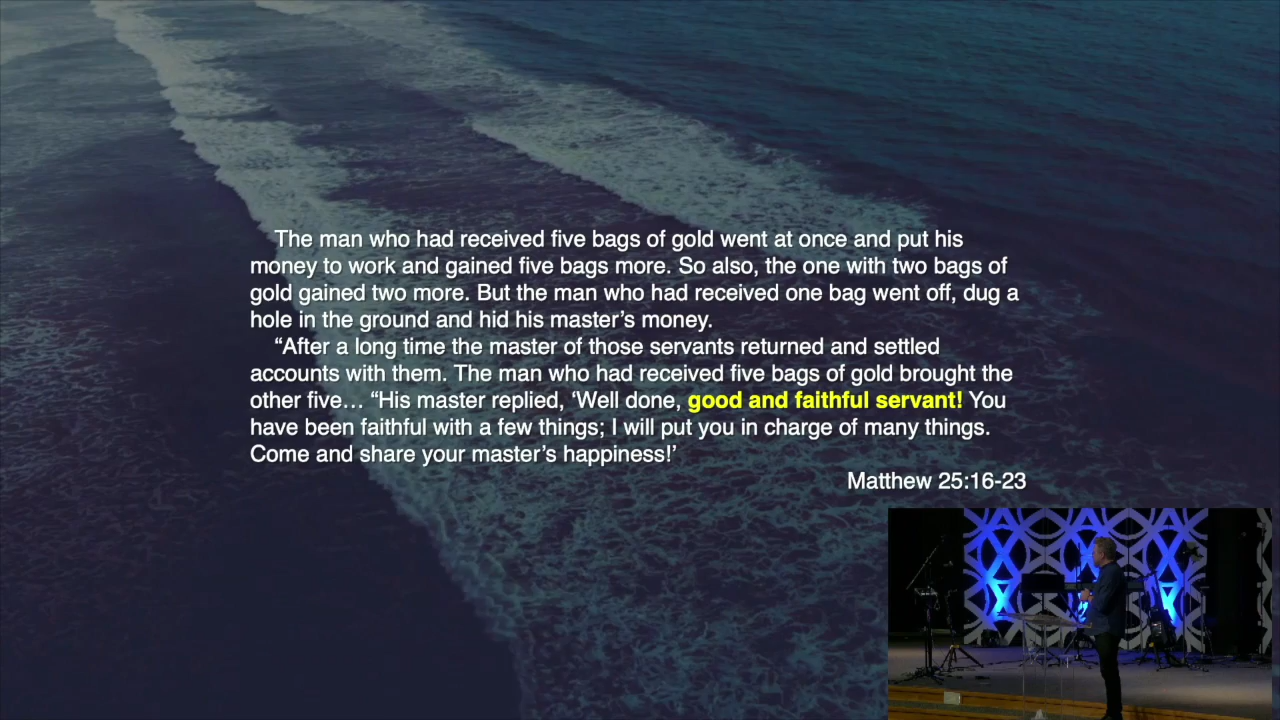 The man who had received five bags of gold went at once and put his
money to work and gained five bags more. So also, the one with two bags of
gold gained two more. But the man who had received one bag went off, dug a
hole in the ground and hid his master’s money.
“After a long time the master of those servants returned and settled
accounts with them. The man who had received five bags of gold brought the
other five… “His master replied, ‘Well done, good and faithful servant! You
have been faithful with a few things; I will put you in charge of many things.
Come and share your master’s happiness!’
Matthew 25:16-23